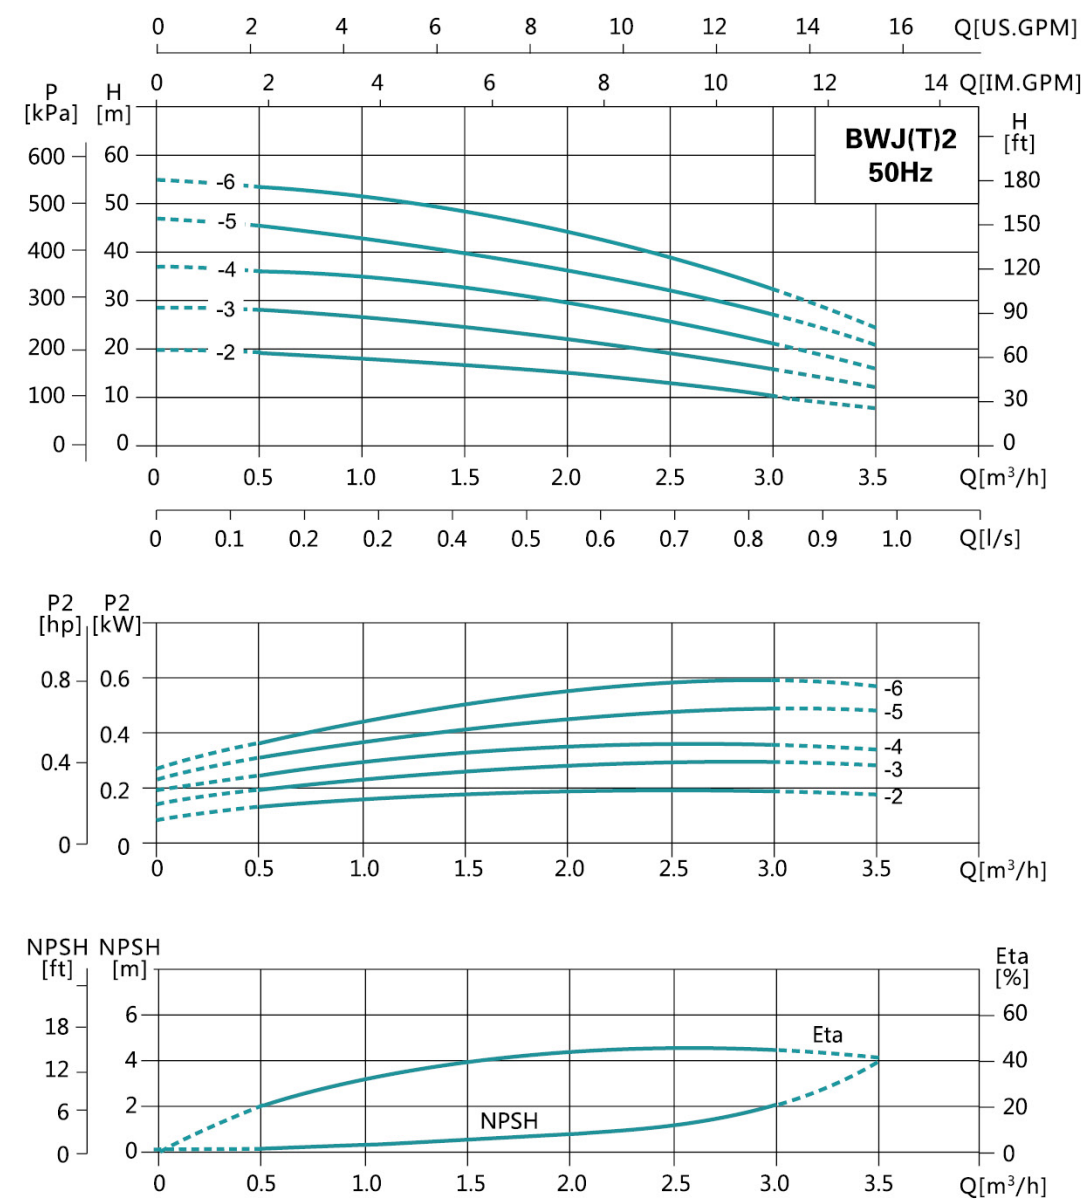 0 2 4 6 8 10 12 14 16 Q[US.GPM]
0 2 4 6 8 10 12 14 Q[IM.GPM]
P H
[kPa] [m]
H
[ft]
BWJ(T)2
50Hz
600 60
180
-6
500 50
150
-5
400 40
120
-4
300 30
90
-3
200 20
60
-2
100 10
30
0 0
0
0 0.5 1.0 1.5 2.0 2.5 3.0 3.5 Q[m³/h]
0 0.1 0.2 0.2 0.4 0.5 0.6 0.7 0.8 0.9 1.0 Q[l/s]
P2 P2
[hp] [kW]
0.8 0.6
-6
-5
0.4
-4
0.4
-3
0.2
-2
0 0
0 0.5 1.0 1.5 2.0 2.5 3.0 3.5 Q[m³/h]
NPSH NPSH
[ft] [m]
Eta
[%]
6 60
18
Eta
4 40
12
6 2 20
NPSH
0 0 0
0 0.5 1.0 1.5 2.0 2.5 3.0 3.5 Q[m³/h]